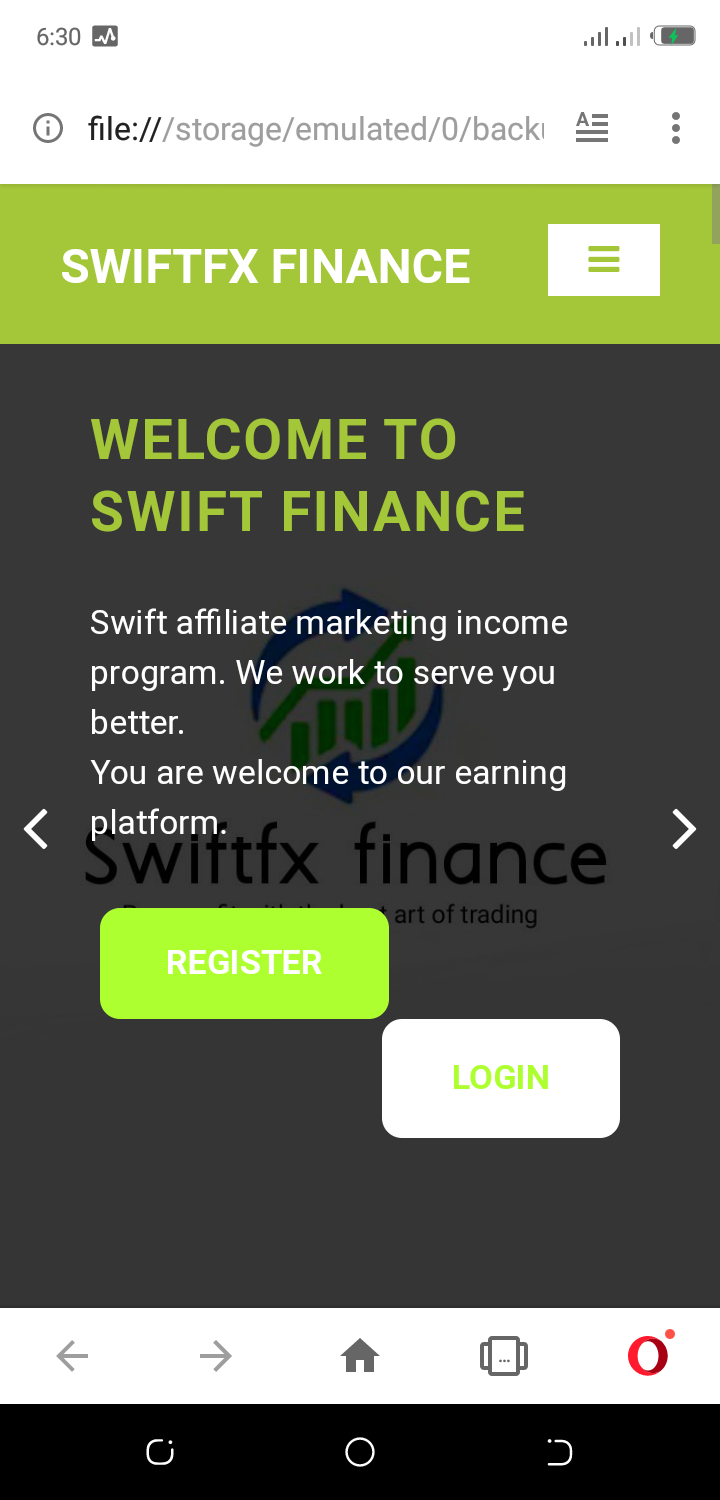 6:30
file:///storage/emulated/0/back
SWIFTFX FINANCE
WELCOME TO
SWIFT FINANCE
Swift affiliate marketing income
program. We work to serve you
better.
You are welcome to our earning
platform.
Swiftfx finance
art of trading
REGISTER
LOGIN